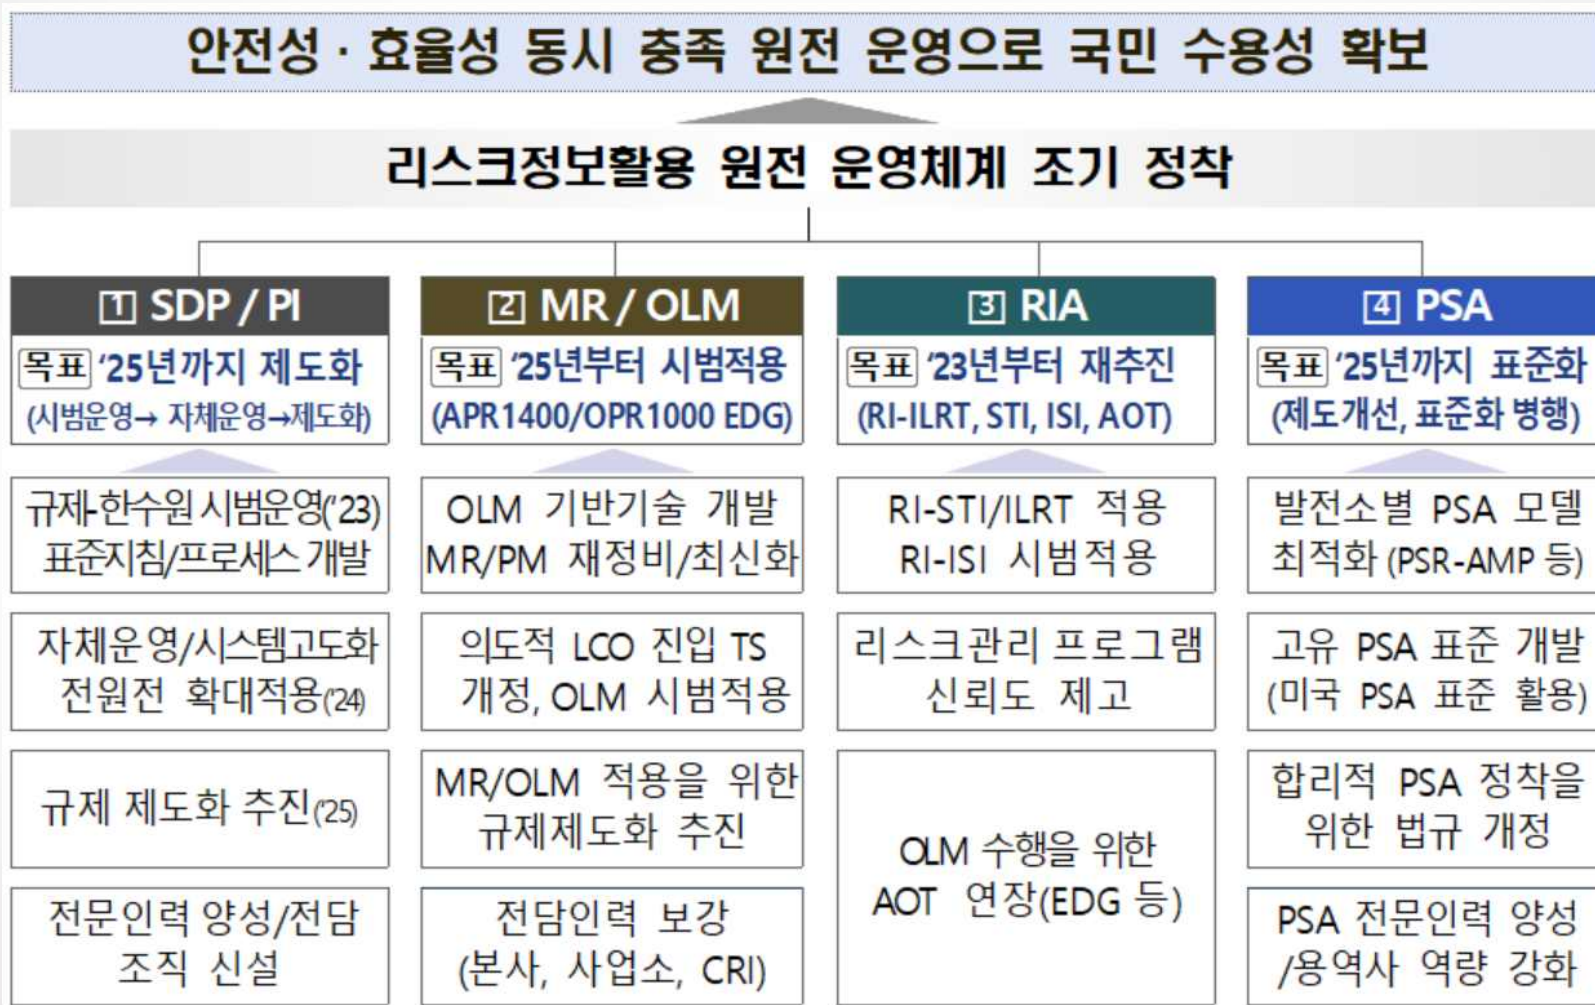 안전성 · 효율성 동시 충족 원전 운영으로 국민 수용성 확보
리스크정보활용 원전 운영체계 조기 정착
1 SDP / PI
목표 ‘25년까지 제도화
(시범운영→ 자체운영→제도화)
규제-한수원 시범운영(’23)
표준지침/프로세스 개발
자체운영/시스템고도화
전원전 확대적용(’24)
규제 제도화 추진(’25)
전문인력 양성/전담
조직 신설
2 MR / OLM
목표 ‘25년부터 시범적용
(APR1400/OPR1000 EDG)
OLM 기반기술 개발
MR/PM 재정비/최신화
의도적 LCO 진입 TS
개정, OLM 시범적용
MR/OLM 적용을 위한
규제제도화 추진
전담인력 보강
(본사, 사업소, CRI)
3 RIA
목표 ‘23년부터 재추진
(RI-ILRT, STI, ISI, AOT)
RI-STI/ILRT 적용
RI-ISI 시범적용
리스크관리 프로그램
신뢰도 제고
OLM 수행을 위한
AOT 연장(EDG 등)
4 PSA
목표 ‘25년까지 표준화
(제도개선, 표준화 병행)
발전소별 PSA 모델
최적화 (PSR-AMP 등)
고유 PSA 표준 개발
(미국 PSA 표준 활용)
합리적 PSA 정착을
위한 법규 개정
PSA 전문인력 양성
/용역사 역량 강화